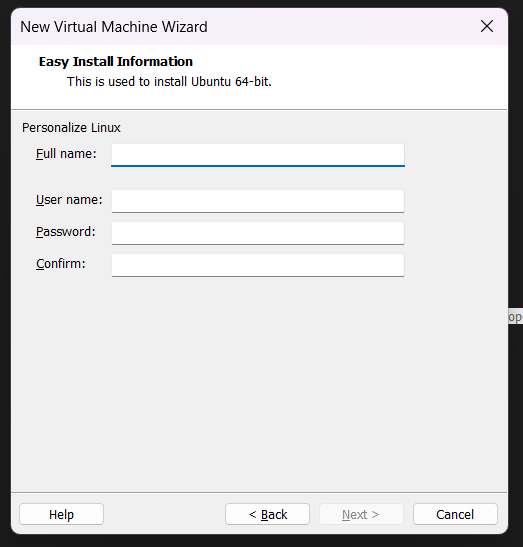 New Virtual Machine Wizard
Easy Install Information
This is used to install Ubuntu 64-bit.
Personalize Linux
Full name:
User name:
Password:
Confirm:
ope
Help < Back Next > Cancel